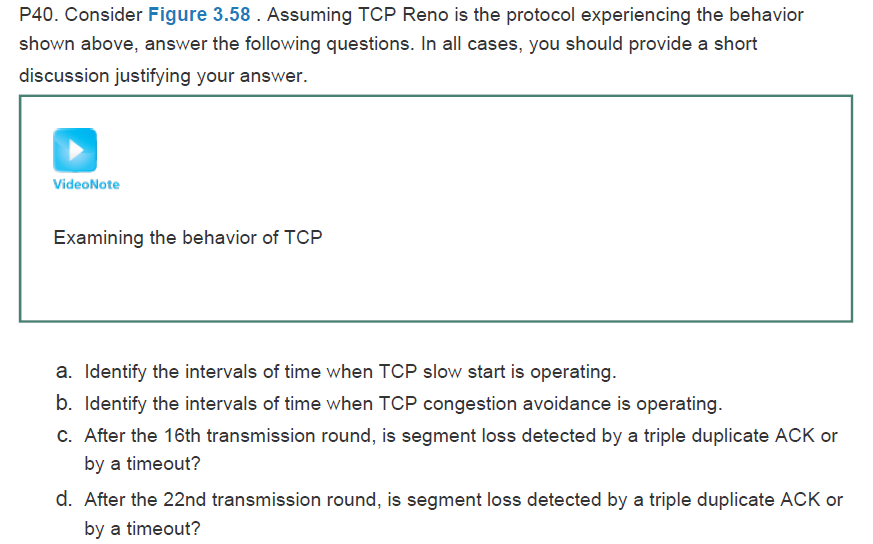 P40. Consider Figure 3.58 . Assuming TCP Reno is the protocol experiencing the behavior
shown above, answer the following questions. In all cases, you should provide a short
discussion justifying your answer.
VideoNote
Examining the behavior of TCP
a. Identify the intervals of time when TCP slow start is operating.
b. Identify the intervals of time when TCP congestion avoidance is operating.
c. After the 16th transmission round, is segment loss detected by a triple duplicate ACK or
by a timeout?
d. After the 22nd transmission round, is segment loss detected by a triple duplicate ACK or
by a timeout?